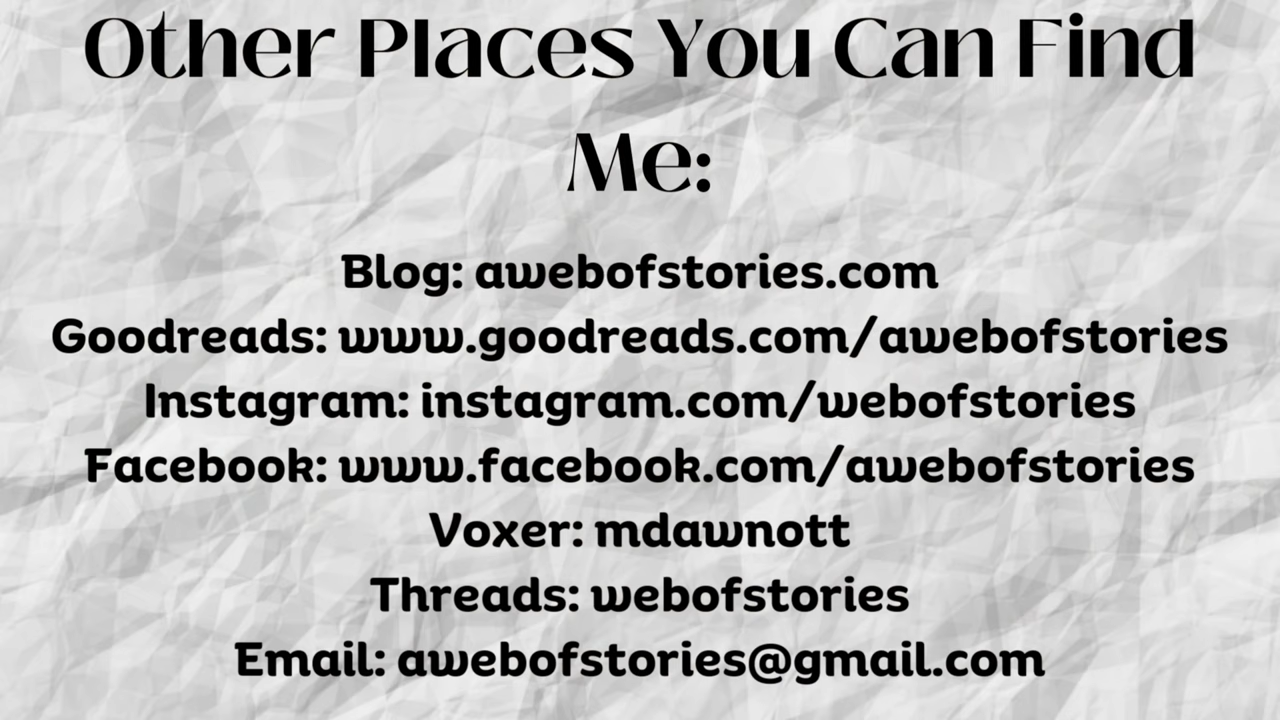 Other Places You Can Find
Me:
Blog: awebofstories.com
Goodreads: www.goodreads.com/awebofstories
Instagram: instagram.com/webofstories
Facebook: www.facebook.com/awebofstories
Voxer: mdawnott
Threads: webofstories
Email: awebofstories@gmail.com